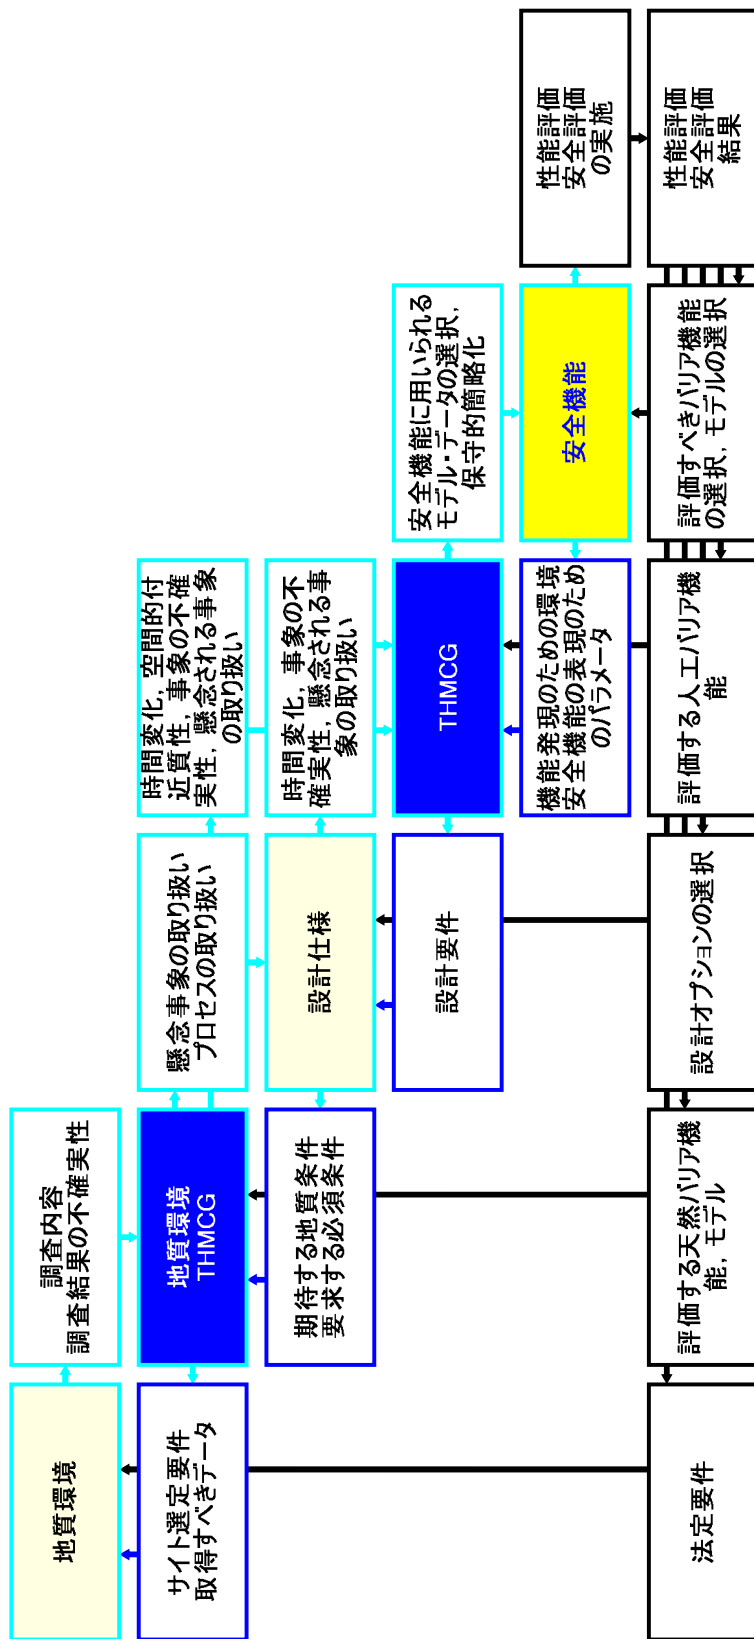 地質環境
調査内容
調査結果の不確実性
サイト選定要件
取得すべきデータ
地質環境
THMCG
懸念事象の取り扱い
プロセスの取り扱い
時間変化，空間的付
近質性，事象の不確
実性，懸念される事象
の取り扱い
期待する地質条件
要求する必須条件
設計仕様
時間変化，事象の不
確実性，懸念される事
象の取り扱い
設計要件
THMCG
安全機能に用いられる
モデル・データの選択，
保守的簡略化
機能発現のための環境
安全機能の表現のため
のパラメータ
安全機能
性能評価
安全評価
の実施
法定要件
評価する天然バリア機
能，モデル
設計オプションの選択
評価する人工バリア機
能
評価すべきバリア機能
の選択，モデルの選択
性能評価
安全評価
結果